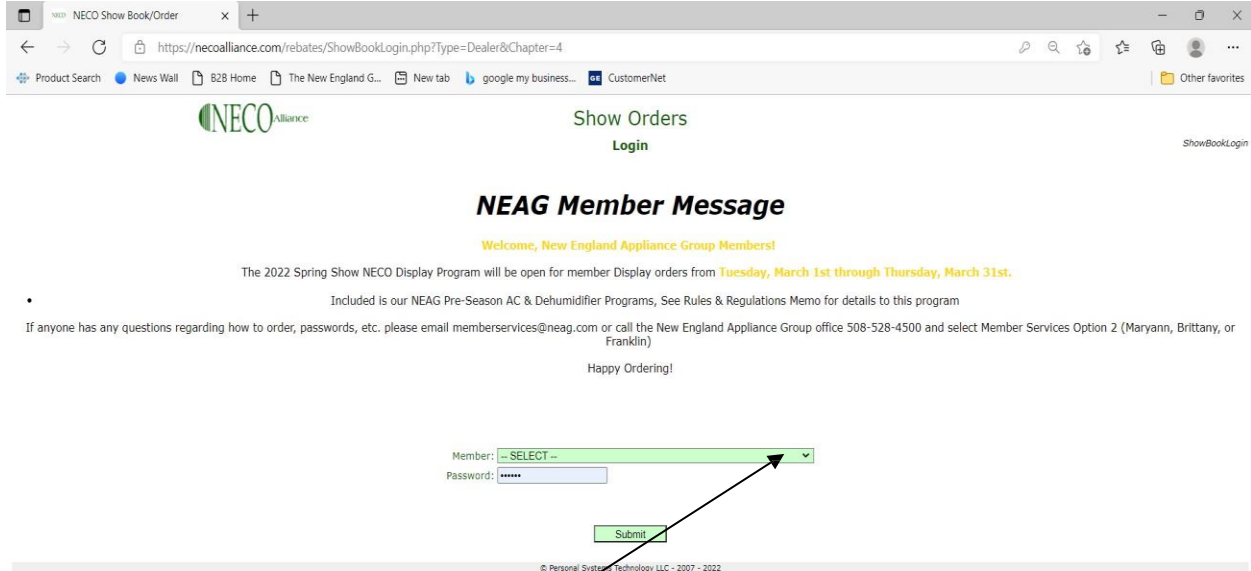 NECO Show Book/Order
https://necoalliance.com/rebates/ShowBookLogin.php?Type=Dealer&Chapter=4
Product Search News Wall B2B Home The New England G... New tab google my business... CustomerNet Other favorites
NECO Alliance
Show Orders
Login
ShowBookLogin
NEAG Member Message
Welcome, New England Appliance Group Members!
The 2022 Spring Show NECO Display Program will be open for member Display orders from Tuesday, March 1st through Thursday, March 31st.
• Included is our NEAG Pre-Season AC & Dehumidifier Programs, See Rules & Regulations Memo for details to this program
If anyone has any questions regarding how to order, passwords, etc. please email memberservices@neag.com or call the New England Appliance Group office 508-528-4500 and select Member Services Option 2 (Maryann, Brittany, or
Franklin)
Happy Ordering!
Member: -- SELECT --
Password: ••••••
Submit
© Personal Systems Technology LLC - 2007 - 2022